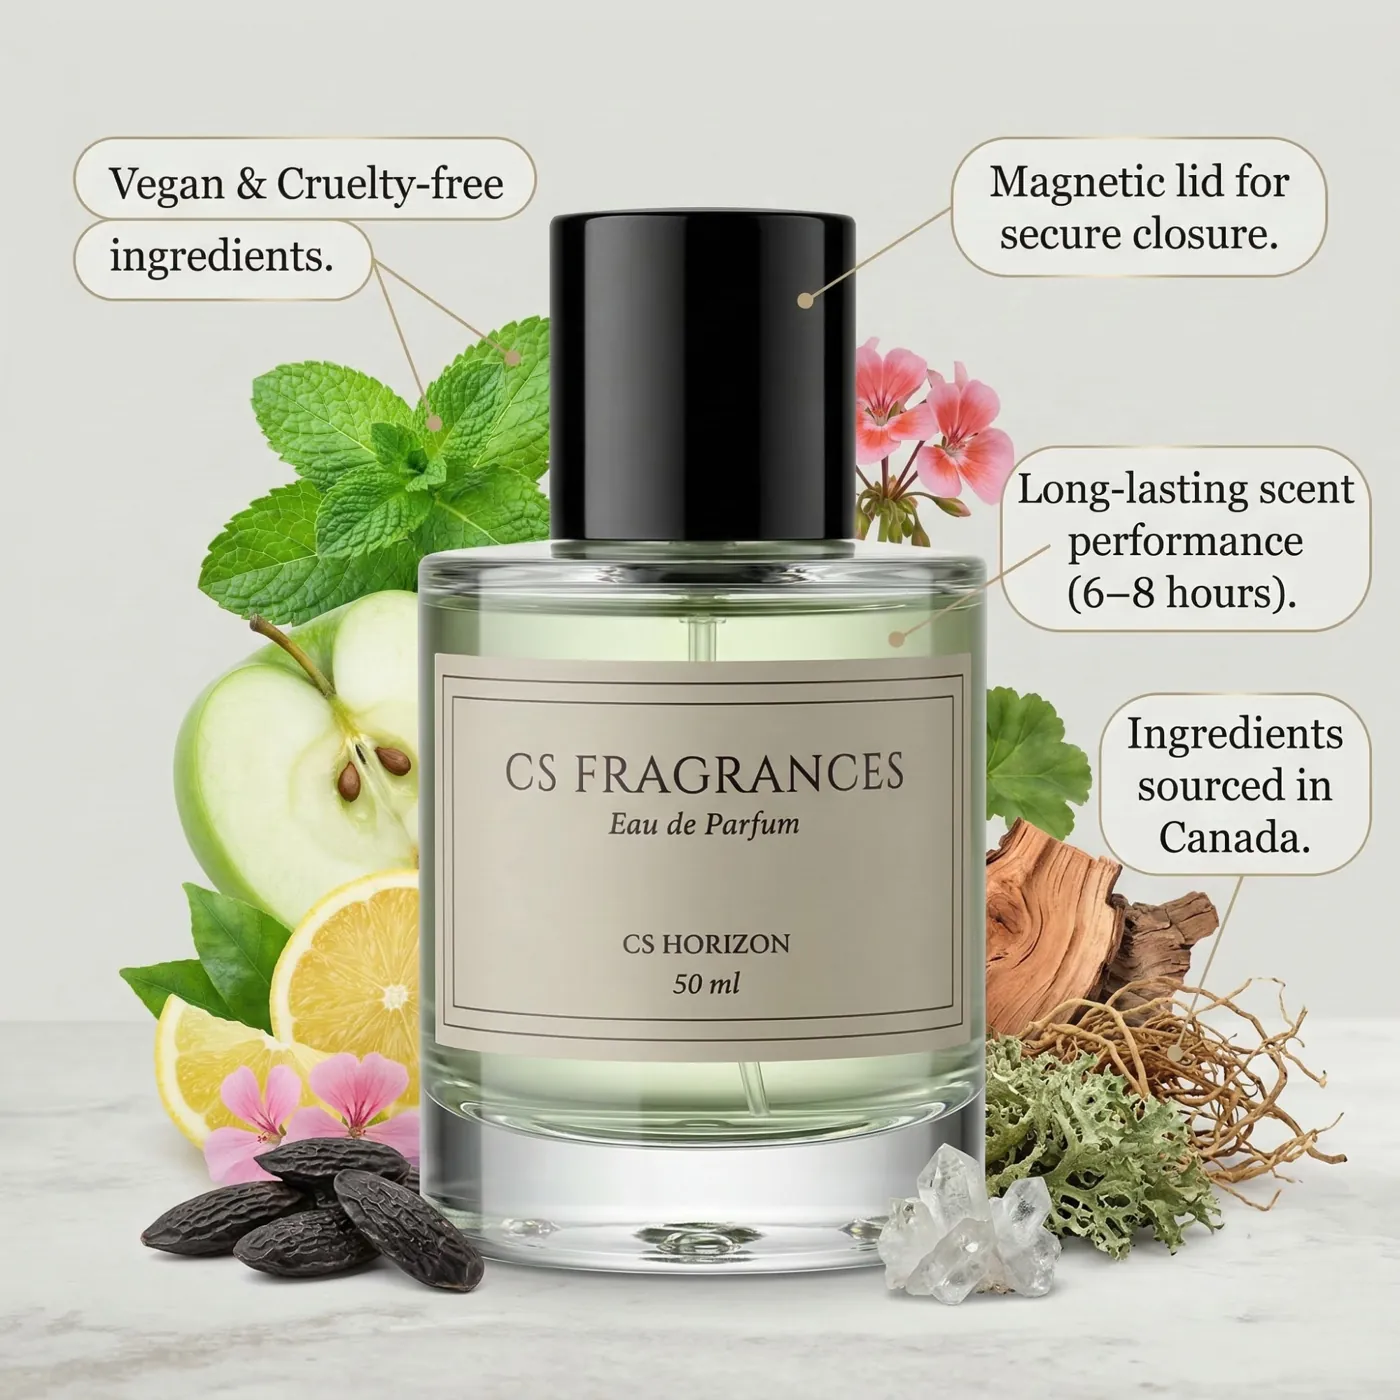 Vegan & Cruelty-free
ingredients.
Magnetic lid for
secure closure.
Long-lasting scent
performance
(6–8 hours).
Ingredients
sourced in
Canada.
CS FRAGRANCES
Eau de Parfum
CS HORIZON
50 ml